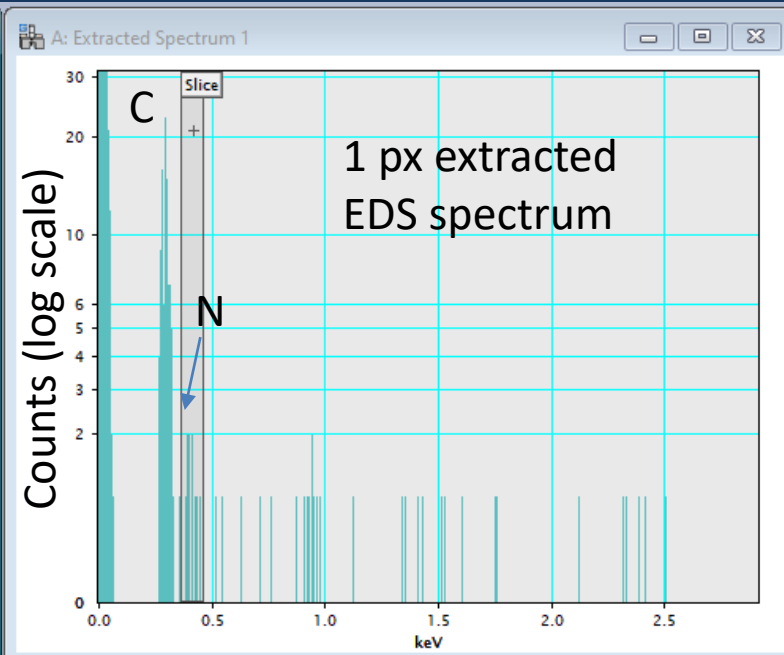 A: Extracted Spectrum 1
30
Slice
C
20
1 px extracted
EDS spectrum
10
N
6
5
4
3
2
0
Counts (log scale)
0.0 0.5 1.0 1.5 2.0 2.5
keV